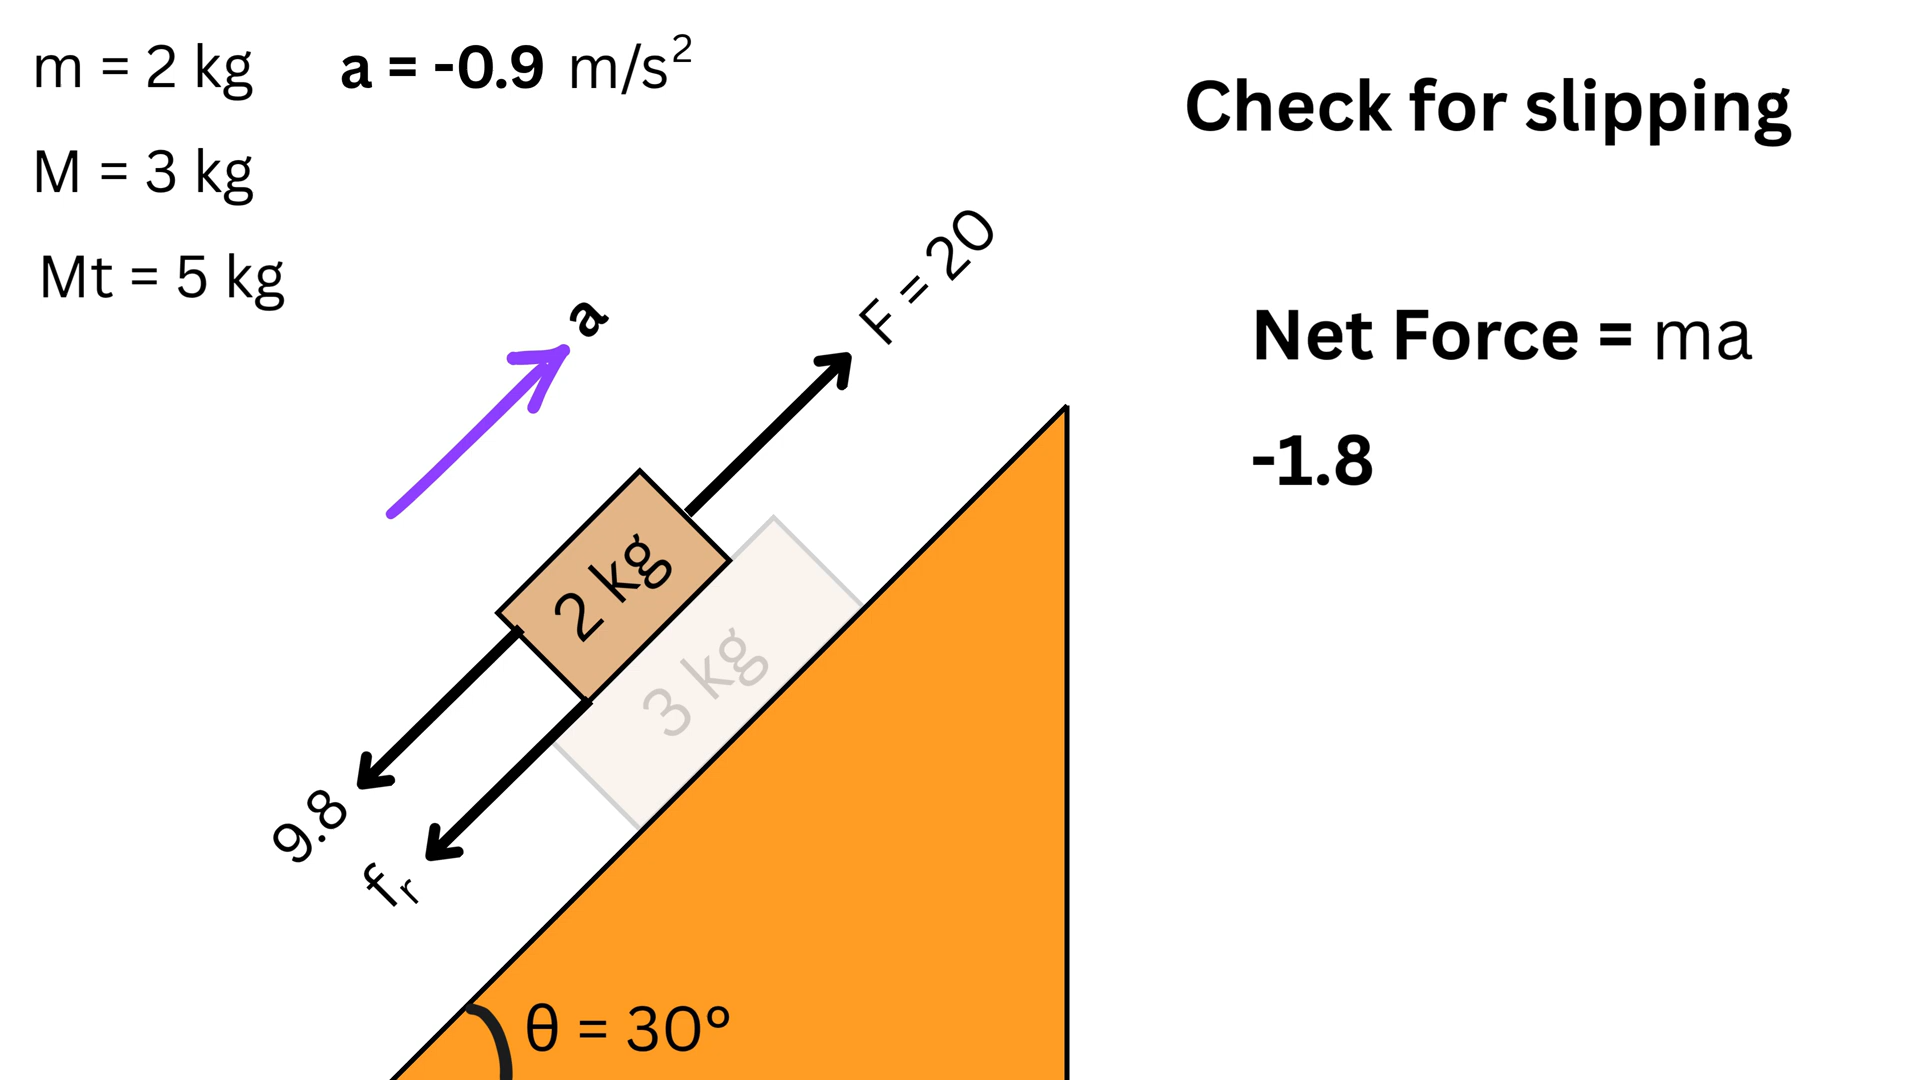 m = 2 kg
a = -0.9 m/s²
M = 3 kg
Mt = 5 kg
Check for slipping
Net Force = ma
-1.8
a
F = 20
2 kg
3 kg
9.8
fᵣ
θ = 30°